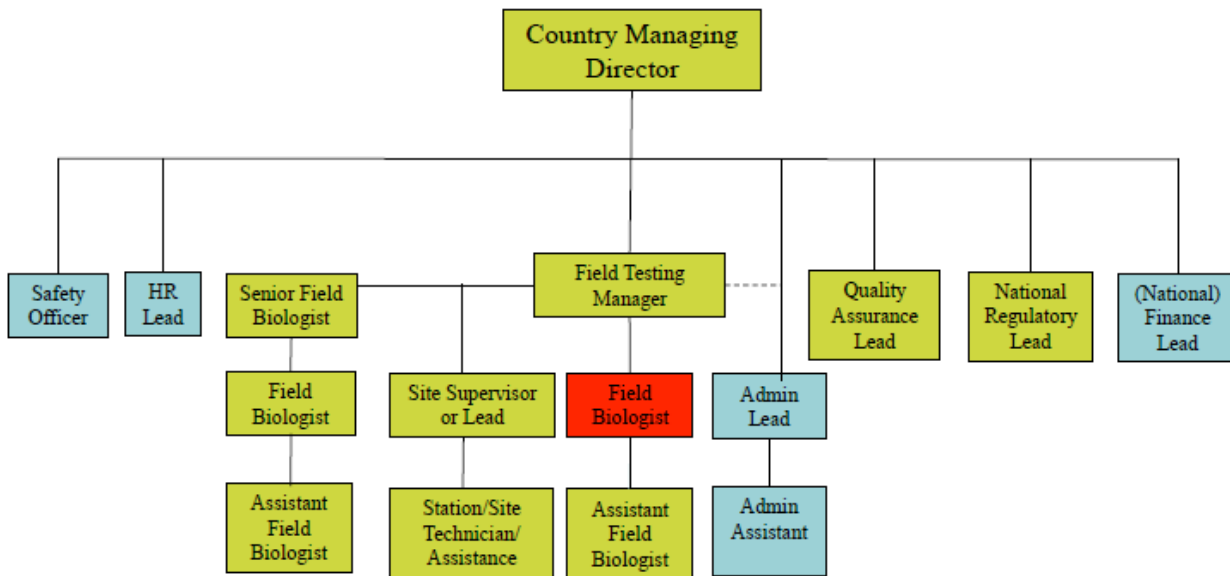 Country Managing
Director
Safety
Officer
HR
Lead
Senior Field
Biologist
Field Testing
Manager
Quality
Assurance
Lead
National
Regulatory
Lead
(National)
Finance
Lead
Field
Biologist
Site Supervisor
or Lead
Field
Biologist
Admin
Lead
Assistant
Field
Biologist
Station/Site
Technician/
Assistance
Assistant
Field
Biologist
Admin
Assistant